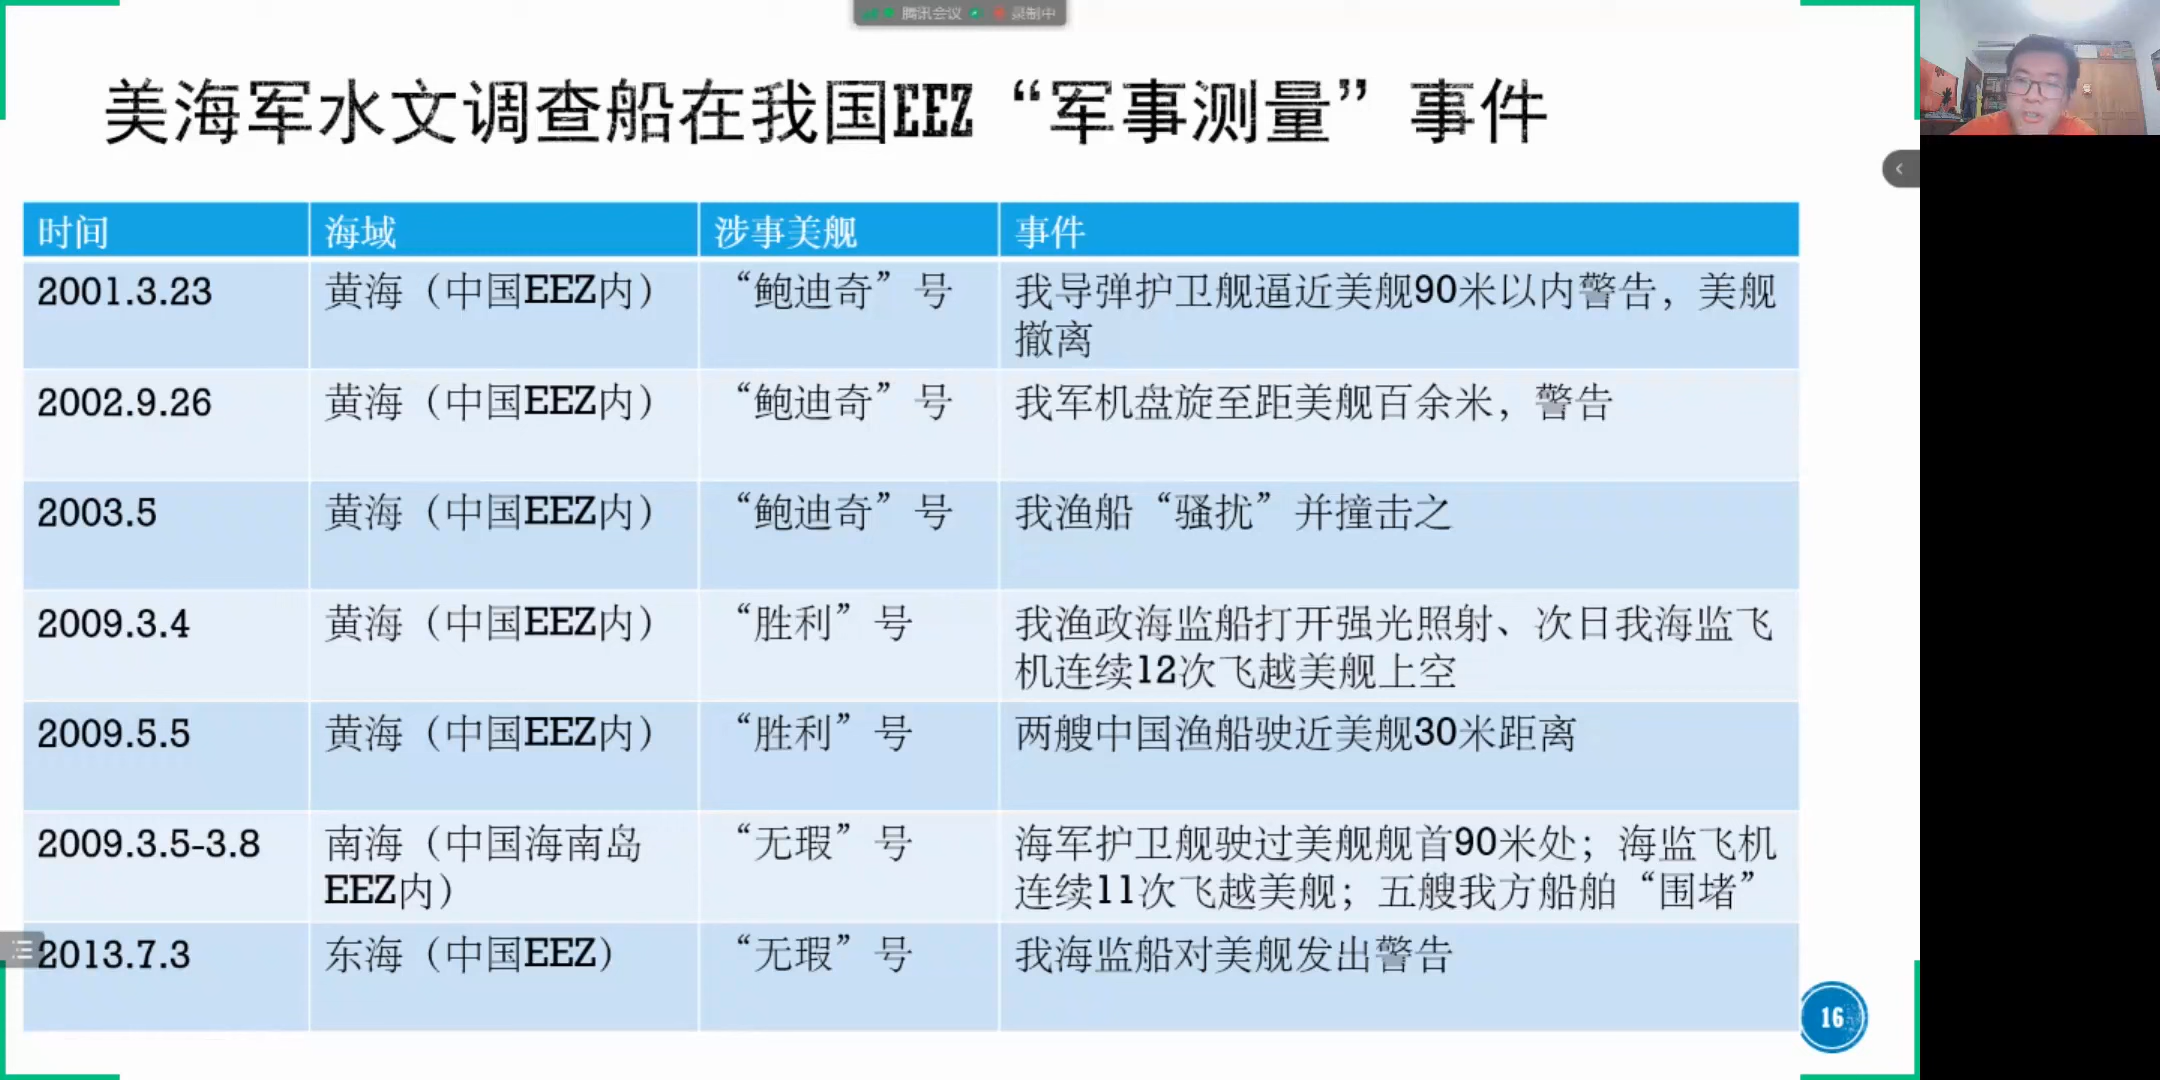 腾讯会议 录制中
美海军水文调查船在我国EEZ“军事测量”事件
时间 海域 涉事美舰 事件
2001.3.23 黄海（中国EEZ内） “鲍迪奇”号 我导弹护卫舰逼近美舰90米以内警告，美舰
撤离
2002.9.26 黄海（中国EEZ内） “鲍迪奇”号 我军机盘旋至距美舰百余米，警告
2003.5 黄海（中国EEZ内） “鲍迪奇”号 我渔船“骚扰”并撞击之
2009.3.4 黄海（中国EEZ内） “胜利”号 我渔政海监船打开强光照射、次日我海监飞
机连续12次飞越美舰上空
2009.5.5 黄海（中国EEZ内） “胜利”号 两艘中国渔船驶近美舰30米距离
2009.3.5-3.8 南海（中国海南岛 “无瑕”号 海军护卫舰驶过美舰舰首90米处；海监飞机
EEZ内） 连续11次飞越美舰；五艘我方船舶“围堵”
2013.7.3 东海（中国EEZ） “无瑕”号 我海监船对美舰发出警告
16